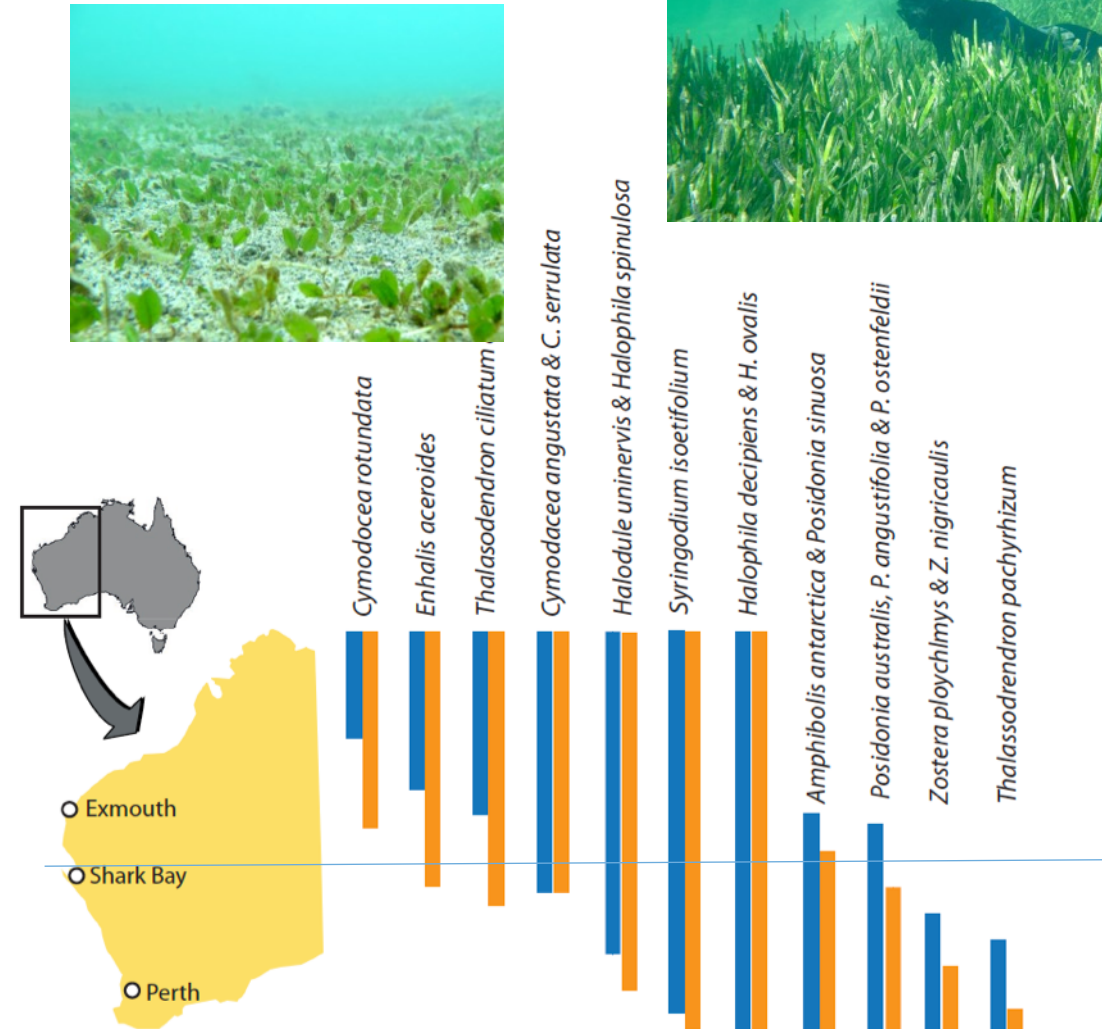 Cymodocea rotundata
Enhalis aceroides
Thalasodendron ciliatum
Cymodacea angustata & C. serrulata
Halodule uninervis & Halophila spinulosa
Syringodium isoetifolium
Halophila decipiens & H. ovalis
Amphibolis antarctica & Posidonia sinuosa
Posidonia australis, P. angustifolia & P. ostenfeldii
Zostera ploychlmys & Z. nigricaulis
Thalassodrendron pachyrhizum
Exmouth
Shark Bay
Perth